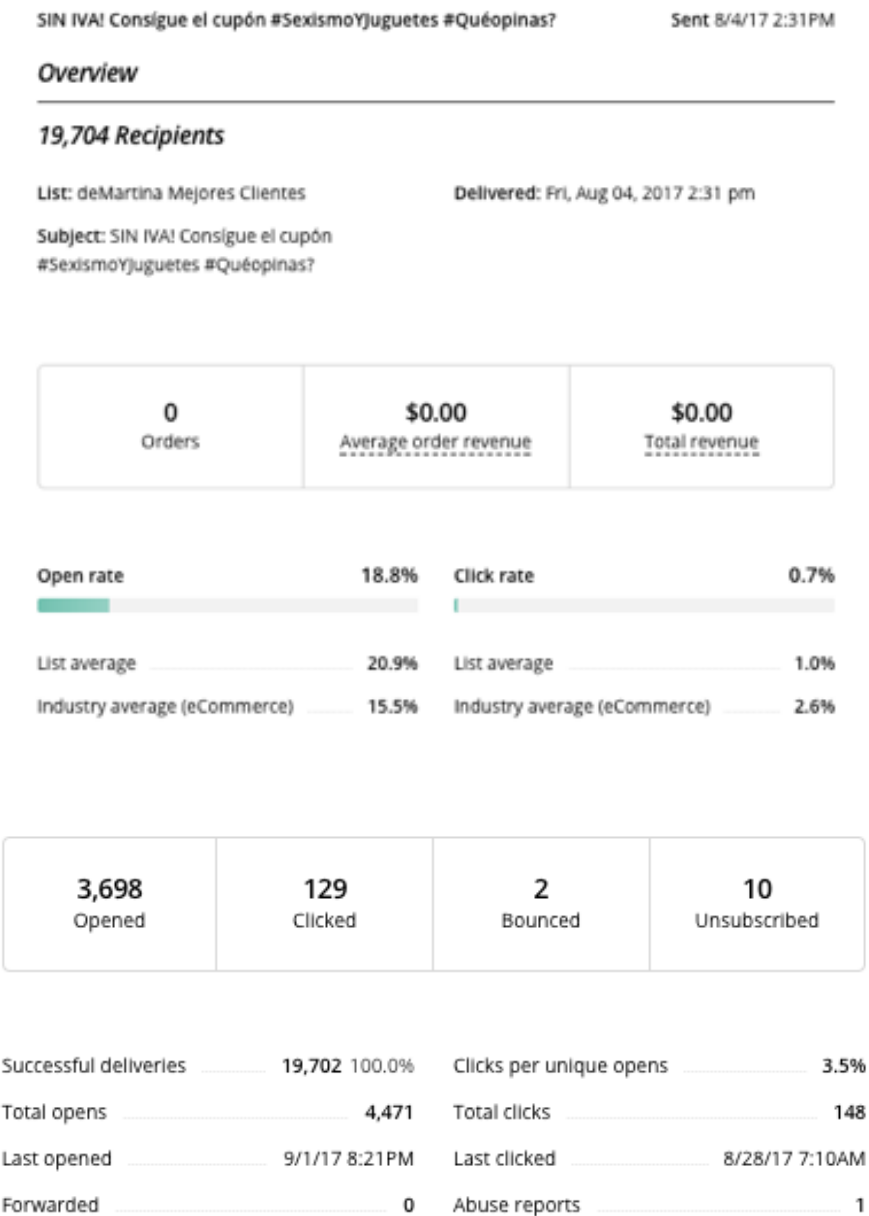 SIN IVA! Consigue el cupón #SexismoYJuguetes #Quéopinas? Sent 8/4/17 2:31PM
Overview
19,704 Recipients
List: deMartina Mejores Clientes Delivered: Fri, Aug 04, 2017 2:31 pm
Subject: SIN IVA! Consigue el cupón
#SexismoYJuguetes #Quéopinas?
0 $0.00 $0.00
Orders Average order revenue Total revenue
Open rate 18.8% Click rate 0.7%
List average 20.9% List average 1.0%
Industry average (eCommerce) 15.5% Industry average (eCommerce) 2.6%
3,698 129 2 10
Opened Clicked Bounced Unsubscribed
Successful deliveries 19,702 100.0% Clicks per unique opens 3.5%
Total opens 4,471 Total clicks 148
Last opened 9/1/17 8:21PM Last clicked 8/28/17 7:10AM
Forwarded 0 Abuse reports 1